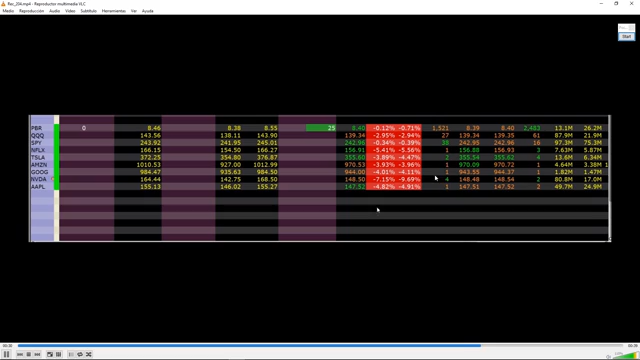 Rec_20A.mp4 - Reproductor multimedia VLC
Medio Reproducción Audio Vídeo Subtítulo Herramientas Ver Ayuda
Start
PBR 0 8.46 8.38 8.55 25 8.40 -0.12% -0.71% 1,521 8.39 8.40 2,483 13.1M 26.2M
QQQ 143.56 138.11 143.90 139.34 -2.95% -2.94% 27 139.34 139.35 61 87.9M 21.9M
SPY 243.92 241.95 245.01 242.96 -0.34% -0.39% 38 242.95 242.96 16 97.3M 75.3M
NFLX 166.15 154.50 166.27 156.91 -5.41% -5.56% 1 156.88 156.93 3 7.63M 5.87M
TSLA 372.25 354.80 376.87 355.60 -3.89% -4.47% 2 355.54 355.62 4 13.6M 6.34M
AMZN 1010.53 927.00 1012.99 970.53 -3.93% -3.96% 1 970.09 970.72 1 4.64M 3.38M 1
GOOG 984.47 935.63 984.50 944.00 -4.01% -4.11% 1 943.55 944.37 1 1.82M 1.47M
NVDA 164.44 142.75 168.50 148.50 -7.15% -9.69% 4 148.48 148.54 2 80.8M 17.0M
AAPL 155.13 146.02 155.27 147.52 -4.82% -4.91% 1 147.51 147.52 2 49.7M 24.9M